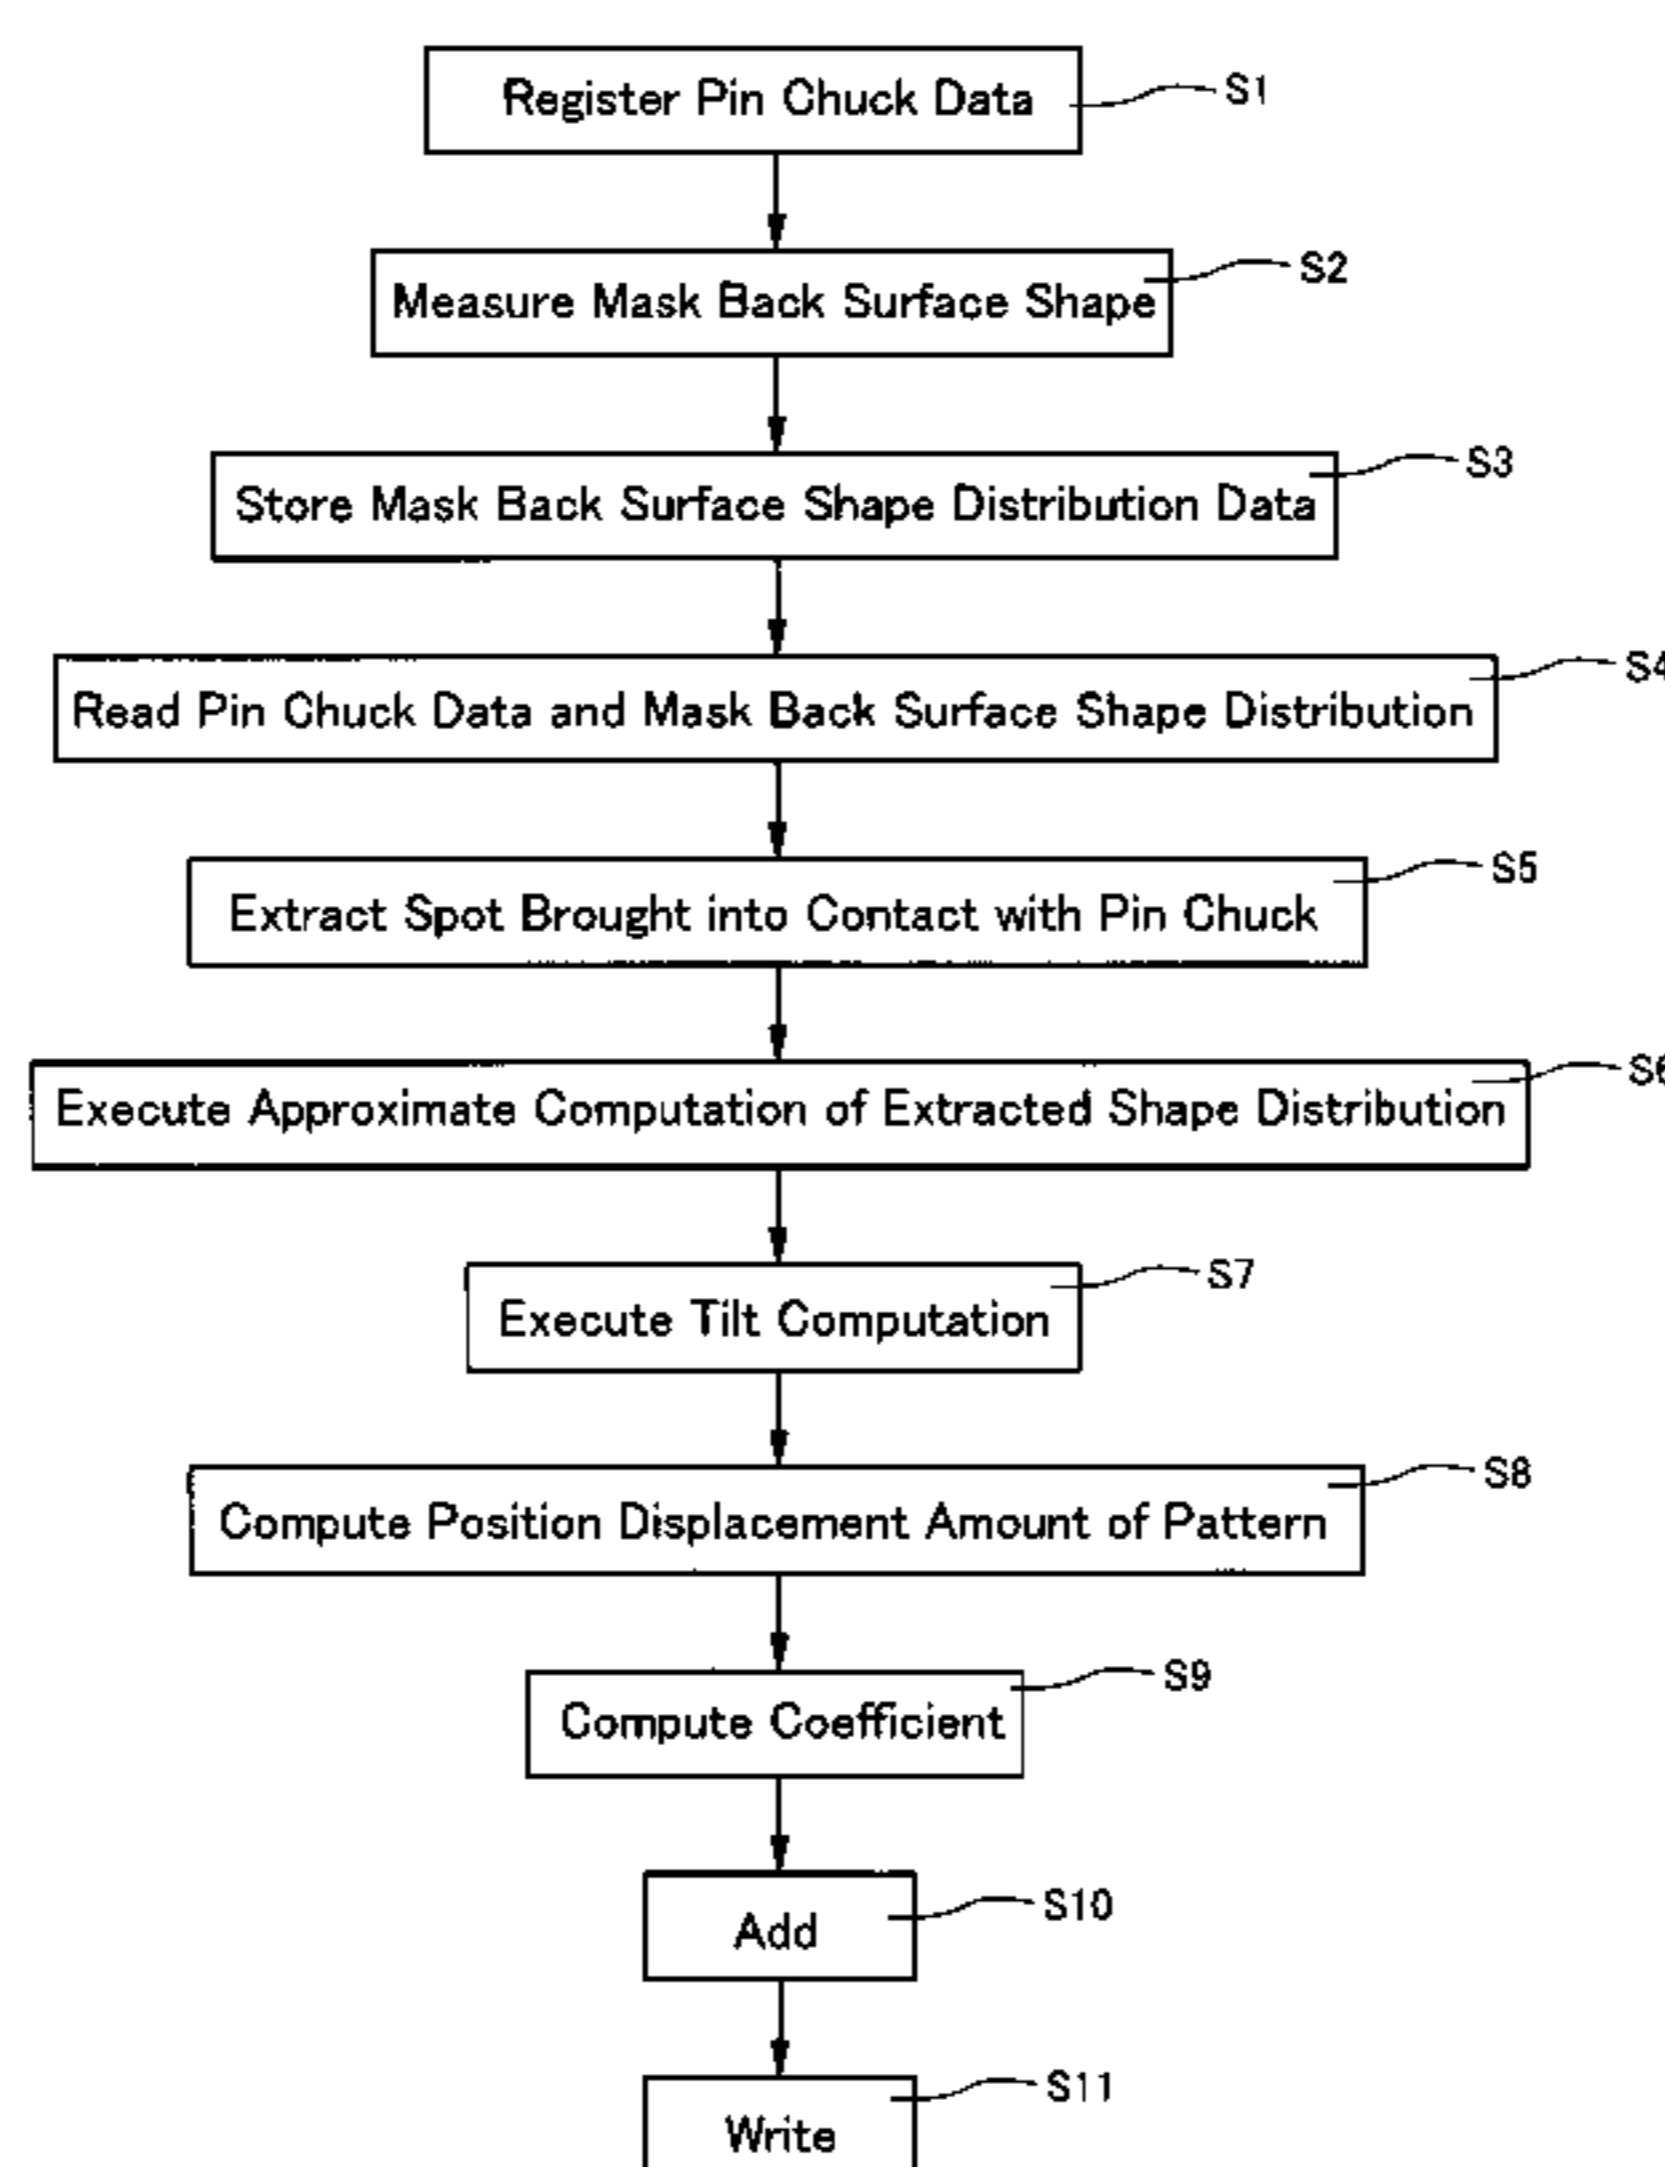 Register Pin Chuck Data
S1
Measure Mask Back Surface Shape
S2
Store Mask Back Surface Shape Distribution Data
S3
Read Pin Chuck Data and Mask Back Surface Shape Distribution
S4
Extract Spot Brought into Contact with Pin Chuck
S5
Execute Approximate Computation of Extracted Shape Distribution
S6
Execute Tilt Computation
S7
Compute Position Displacement Amount of Pattern
S8
Compute Coefficient
S9
Add
S10
Write
S11